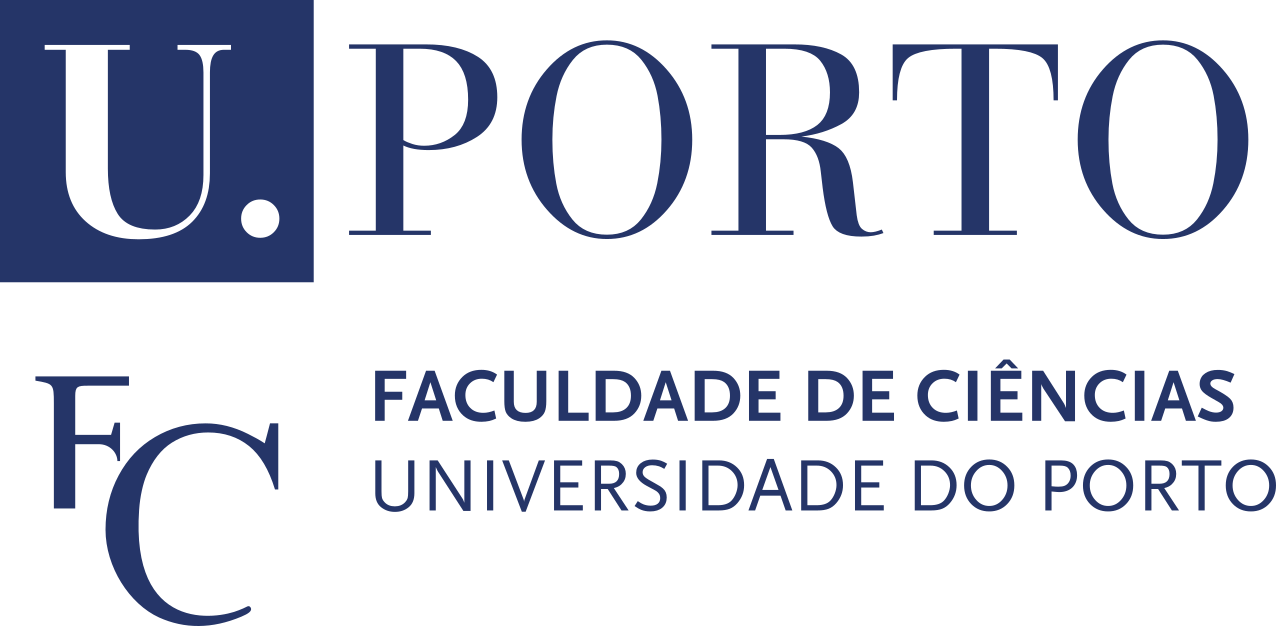 U. PORTO
FC
FACULDADE DE CIÊNCIAS
UNIVERSIDADE DO PORTO